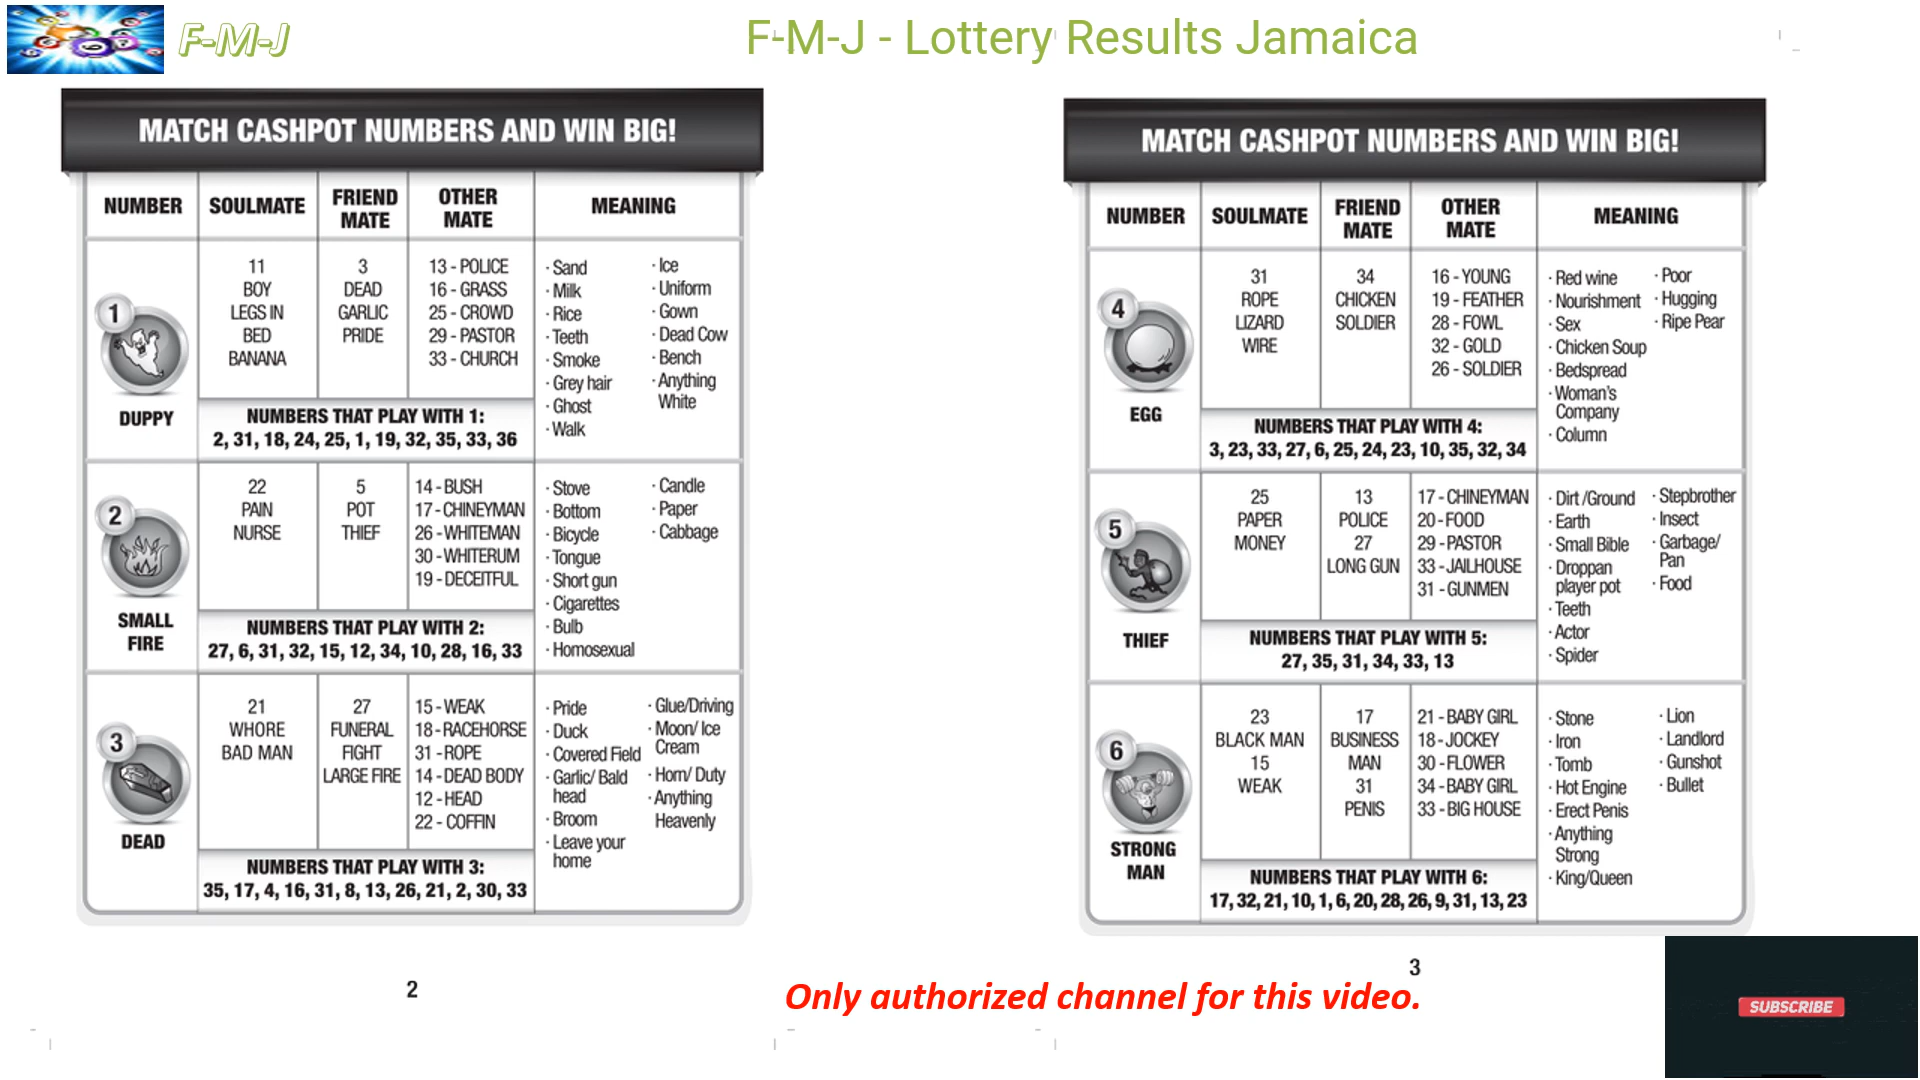 F-M-J
F-M-J - Lottery Results Jamaica
MATCH CASHPOT NUMBERS AND WIN BIG!
NUMBER
SOULMATE
FRIEND
MATE
OTHER
MATE
MEANING
1
DUPPY
11
BOY
LEGS IN
BED
BANANA
3
DEAD
GARLIC
PRIDE
13 - POLICE
16 - GRASS
25 - CROWD
29 - PASTOR
33 - CHURCH
NUMBERS THAT PLAY WITH 1:
2, 31, 18, 24, 25, 1, 19, 32, 35, 33, 36
· Sand
· Milk
· Rice
· Teeth
· Smoke
· Grey hair
· Ghost
· Walk
· Ice
· Uniform
· Gown
· Dead Cow
· Bench
· Anything
White
2
SMALL
FIRE
22
PAIN
NURSE
5
POT
THIEF
14 - BUSH
17 - CHINEYMAN
26 - WHITEMAN
30 - WHITERUM
19 - DECEITFUL
NUMBERS THAT PLAY WITH 2:
27, 6, 31, 32, 15, 12, 34, 10, 28, 16, 33
· Stove
· Bottom
· Bicycle
· Tongue
· Short gun
· Cigarettes
· Bulb
· Homosexual
· Candle
· Paper
· Cabbage
3
DEAD
21
WHORE
BAD MAN
27
FUNERAL
FIGHT
LARGE FIRE
15 - WEAK
18 - RACEHORSE
31 - ROPE
14 - DEAD BODY
12 - HEAD
22 - COFFIN
NUMBERS THAT PLAY WITH 3:
35, 17, 4, 16, 31, 8, 13, 26, 21, 2, 30, 33
· Pride
· Duck
· Covered Field
· Garlic/ Bald
head
· Broom
· Leave your
home
· Glue/Driving
· Moon/ Ice
Cream
· Horn/ Duty
· Anything
Heavenly
2
MATCH CASHPOT NUMBERS AND WIN BIG!
NUMBER
SOULMATE
FRIEND
MATE
OTHER
MATE
MEANING
4
EGG
31
ROPE
LIZARD
WIRE
34
CHICKEN
SOLDIER
16 - YOUNG
19 - FEATHER
28 - FOWL
32 - GOLD
26 - SOLDIER
NUMBERS THAT PLAY WITH 4:
3, 23, 33, 27, 6, 25, 24, 23, 10, 35, 32, 34
· Red wine
· Nourishment
· Sex
· Chicken Soup
· Bedspread
· Woman's
Company
· Column
· Poor
· Hugging
· Ripe Pear
5
THIEF
25
PAPER
MONEY
13
POLICE
27
LONG GUN
17 - CHINEYMAN
20 - FOOD
29 - PASTOR
33 - JAILHOUSE
31 - GUNMEN
NUMBERS THAT PLAY WITH 5:
27, 35, 31, 34, 33, 13
· Dirt /Ground
· Earth
· Small Bible
· Droppan
player pot
· Teeth
· Actor
· Spider
· Stepbrother
· Insect
· Garbage/
Pan
· Food
6
STRONG
MAN
23
BLACK MAN
15
WEAK
17
BUSINESS
MAN
31
PENIS
21 - BABY GIRL
18 - JOCKEY
30 - FLOWER
34 - BABY GIRL
33 - BIG HOUSE
NUMBERS THAT PLAY WITH 6:
17, 32, 21, 10, 1, 6, 20, 28, 26, 9, 31, 13, 23
· Stone
· Iron
· Tomb
· Hot Engine
· Erect Penis
· Anything
Strong
· King/Queen
· Lion
· Landlord
· Gunshot
· Bullet
3
Only authorized channel for this video.
SUBSCRIBE